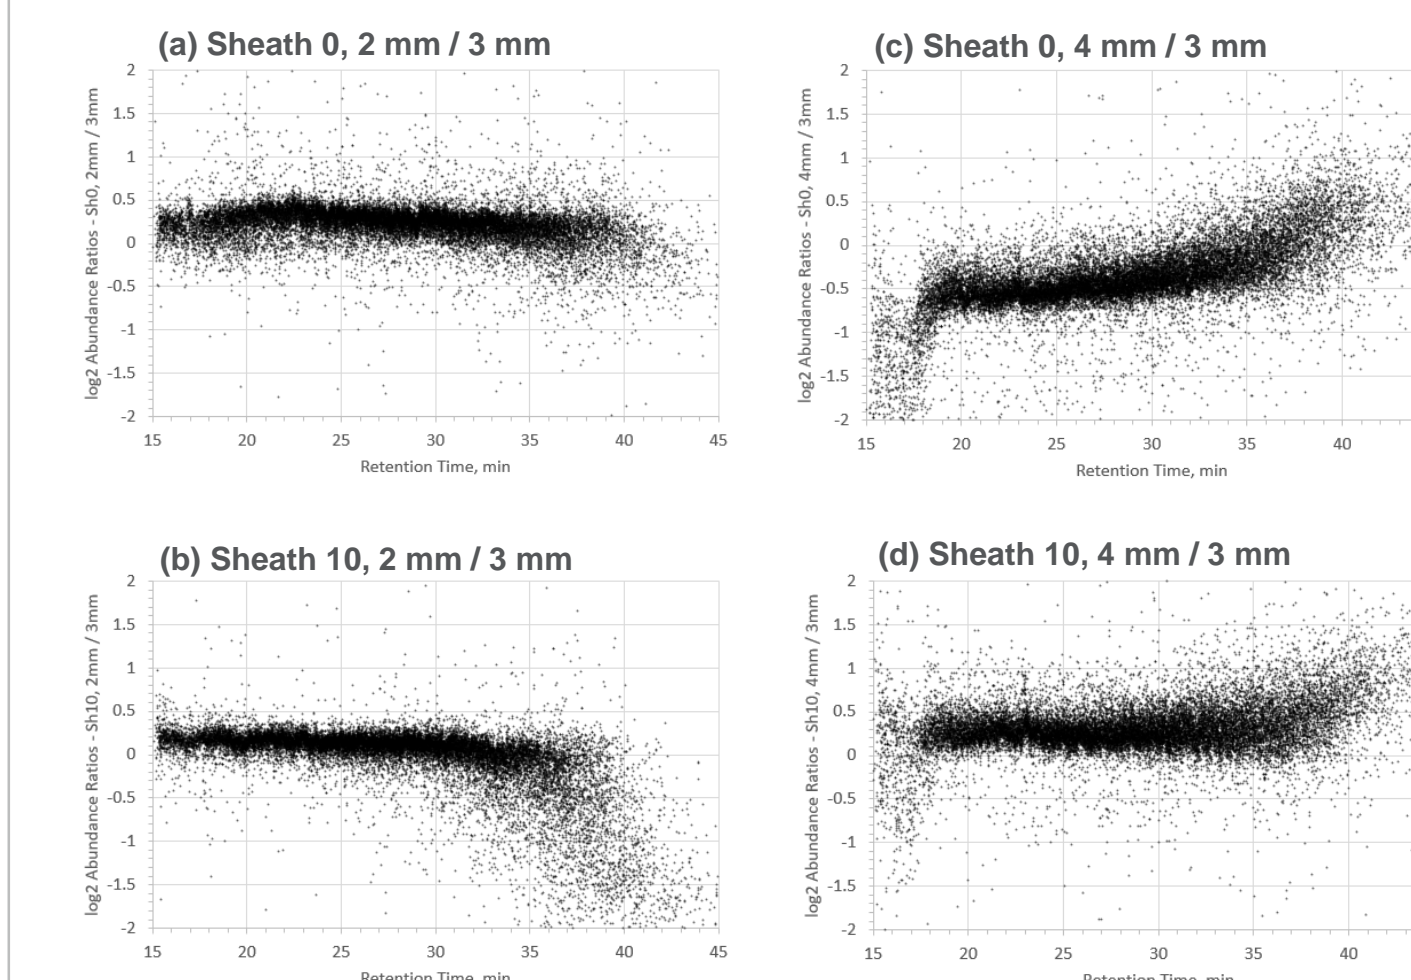 (a) Sheath 0, 2 mm / 3 mm
log2 Abundance Ratios - Sh0, 2mm / 3mm
2
1.5
1
0.5
0
-0.5
-1
-1.5
-2
15 20 25 30 35 40 45
Retention Time, min
(c) Sheath 0, 4 mm / 3 mm
log2 Abundance Ratios - Sh0, 4mm / 3mm
2
1.5
1
0.5
0
-0.5
-1
-1.5
-2
15 20 25 30 35 40
Retention Time, min
(b) Sheath 10, 2 mm / 3 mm
log2 Abundance Ratios - Sh10, 2mm / 3mm
2
1.5
1
0.5
0
-0.5
-1
-1.5
-2
15 20 25 30 35 40 45
Retention Time, min
(d) Sheath 10, 4 mm / 3 mm
log2 Abundance Ratios - Sh10, 4mm / 3mm
2
1.5
1
0.5
0
-0.5
-1
-1.5
-2
15 20 25 30 35 40
Retention Time, min